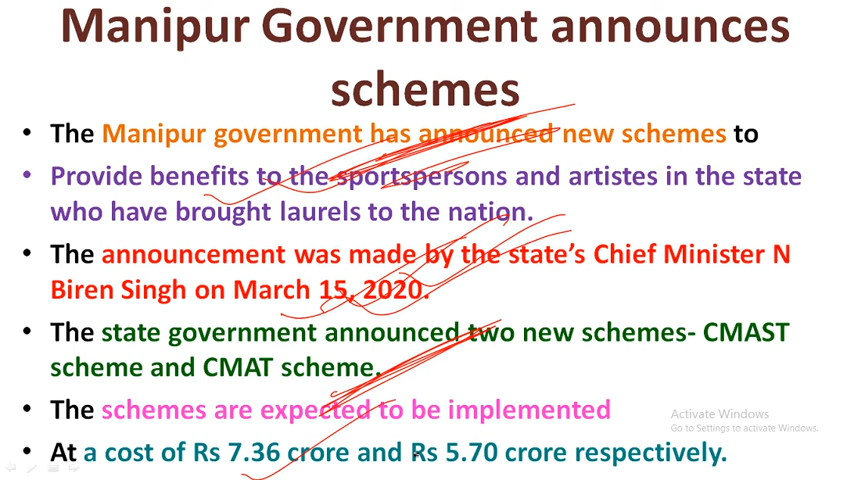 Manipur Government announces
schemes
• The Manipur government has announced new schemes to
• Provide benefits to the sportspersons and artistes in the state
who have brought laurels to the nation.
• The announcement was made by the state's Chief Minister N
Biren Singh on March 15, 2020.
• The state government announced two new schemes- CMAST
scheme and CMAT scheme.
• The schemes are expected to be implemented
• At a cost of Rs 7.36 crore and Rs 5.70 crore respectively.
Activate Windows
Go to Settings to activate Windows.